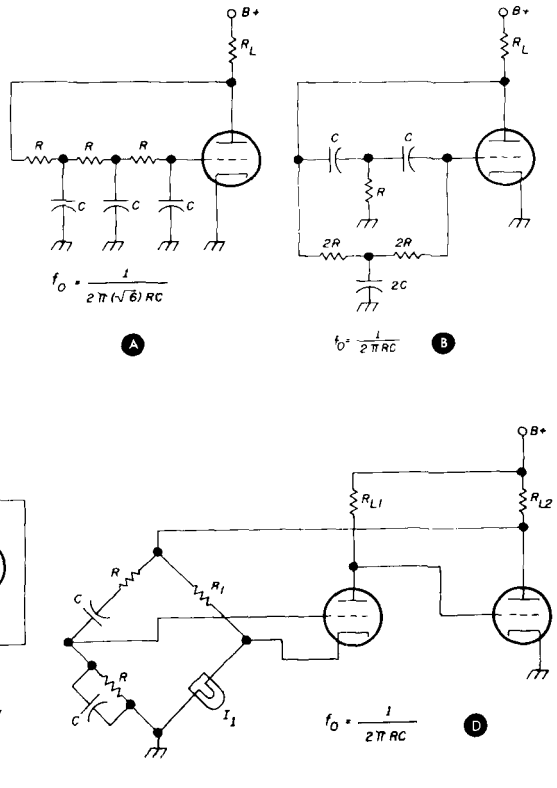 B+
R_L
R R R
C C C
f_o = 1 / 2π(√6) RC
A
B+
R_L
C C
R
2R 2R
2C
f_o = 1 / 2πRC
B
B+
R_L1 R_L2
R R_1
C
R
C I_1
f_o = 1 / 2πRC
D